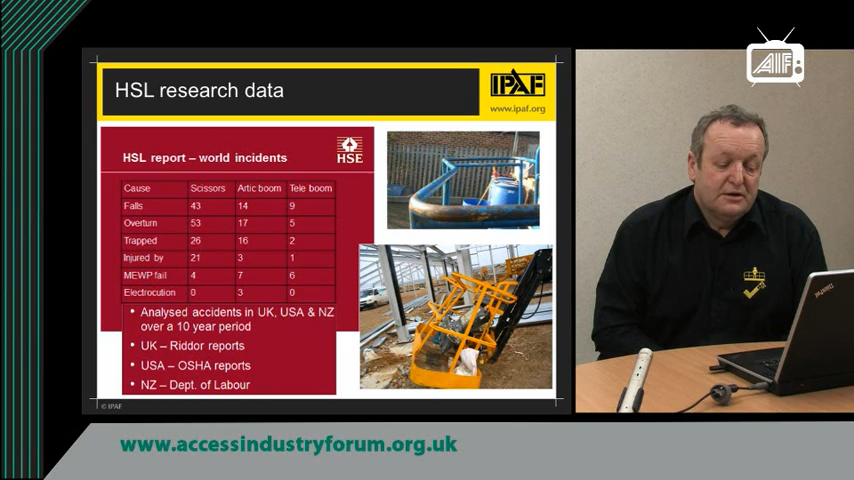 AIF
HSL research data
IPAF
www.ipaf.org
HSL report – world incidents
HSE
Cause Scissors Artic boom Tele boom
Falls 43 14 9
Overturn 53 17 5
Trapped 26 16 2
Injured by 21 3 1
MEWP fail 4 7 6
Electrocution 0 3 0
• Analysed accidents in UK, USA & NZ
over a 10 year period
• UK – Riddor reports
• USA – OSHA reports
• NZ – Dept. of Labour
© IPAF
ThinkPad
www.accessindustryforum.org.uk